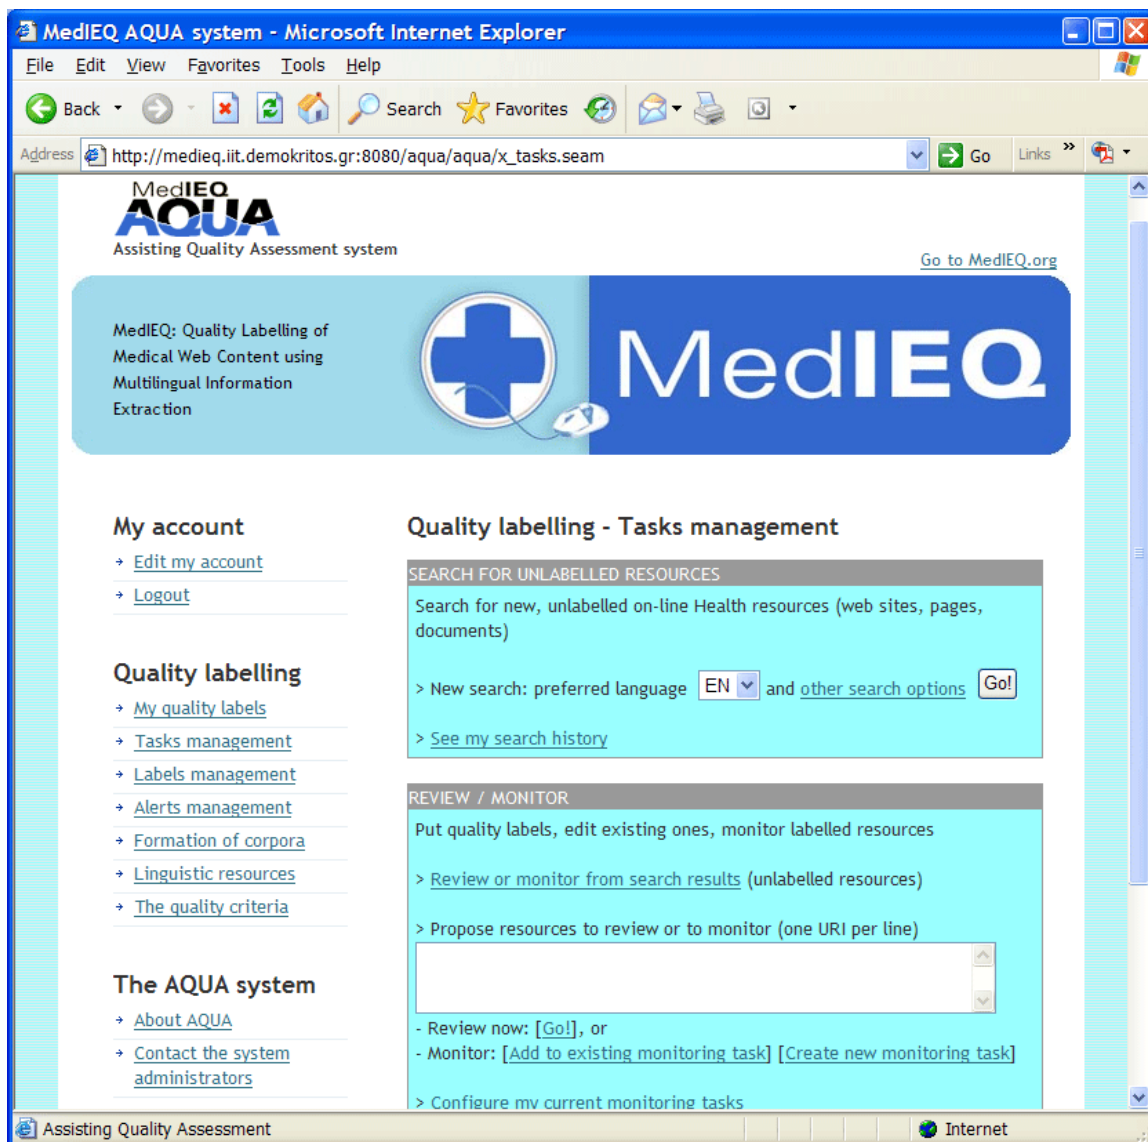 MedIEQ AQUA system - Microsoft Internet Explorer
File Edit View Favorites Tools Help
Back Search Favorites
Address http://medieq.iit.demokritos.gr:8080/aqua/aqua/x_tasks.seam Go Links »
MedIEQ
AQUA
Assisting Quality Assessment system
Go to MedIEQ.org
MedIEQ: Quality Labelling of
Medical Web Content using
Multilingual Information
Extraction
MedIEQ
My account
Edit my account
Logout
Quality labelling
My quality labels
Tasks management
Labels management
Alerts management
Formation of corpora
Linguistic resources
The quality criteria
The AQUA system
About AQUA
Contact the system
administrators
Quality labelling - Tasks management
SEARCH FOR UNLABELLED RESOURCES
Search for new, unlabelled on-line Health resources (web sites, pages,
documents)
> New search: preferred language EN and other search options Go!
> See my search history
REVIEW / MONITOR
Put quality labels, edit existing ones, monitor labelled resources
> Review or monitor from search results (unlabelled resources)
> Propose resources to review or to monitor (one URI per line)
- Review now: [Go!], or
- Monitor: [Add to existing monitoring task] [Create new monitoring task]
> Configure my current monitoring tasks
Assisting Quality Assessment Internet